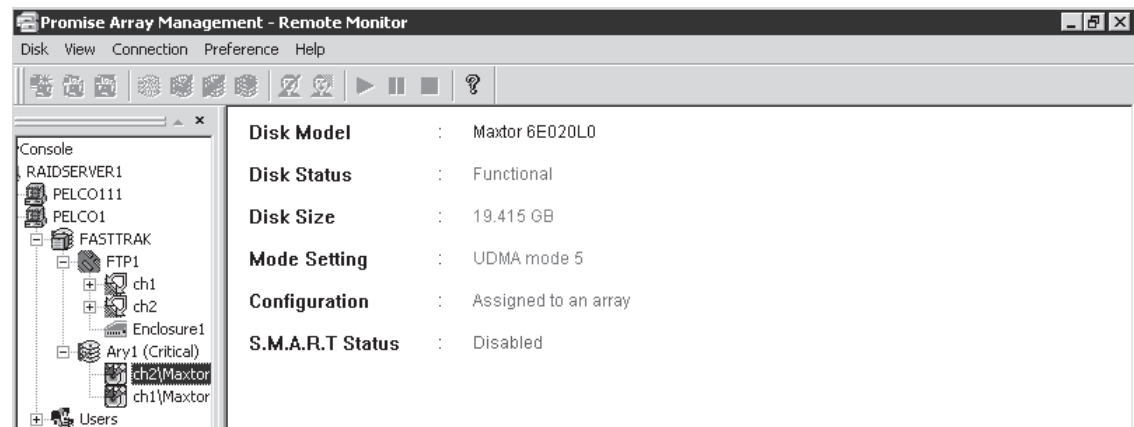 Promise Array Management - Remote Monitor
Disk View Connection Preference Help
Console
RAIDSERVER1
PELCO111
PELCO1
FASTTRAK
FTP1
ch1
ch2
Enclosure1
Ary1 (Critical)
ch2\Maxtor
ch1\Maxtor
Users
Disk Model : Maxtor 6E020L0
Disk Status : Functional
Disk Size : 19.415 GB
Mode Setting : UDMA mode 5
Configuration : Assigned to an array
S.M.A.R.T Status : Disabled